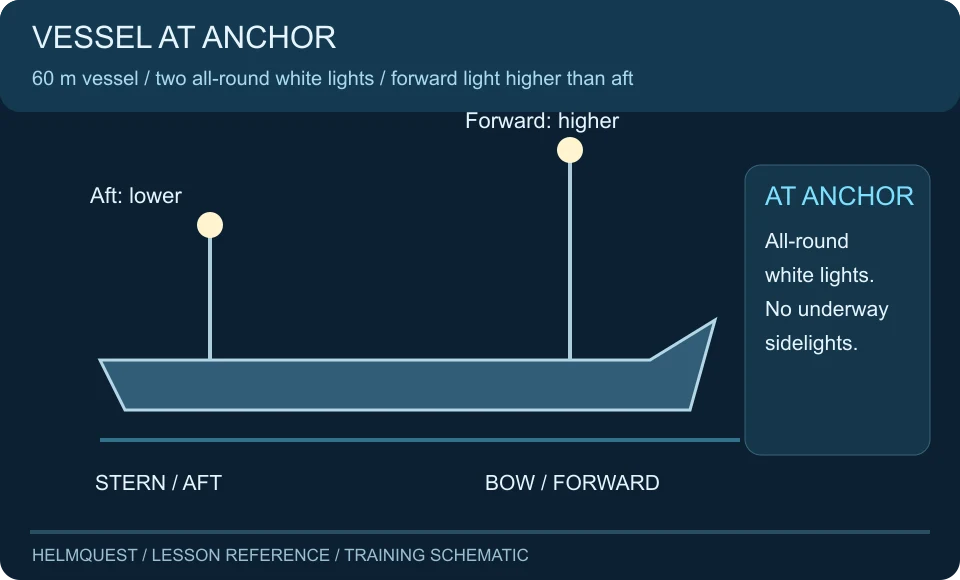 VESSEL AT ANCHOR
60 m vessel / two all-round white lights / forward light higher than aft
Forward: higher
Aft: lower
AT ANCHOR
All-round
white lights.
No underway
sidelights.
STERN / AFT
BOW / FORWARD
HELMQUEST / LESSON REFERENCE / TRAINING SCHEMATIC